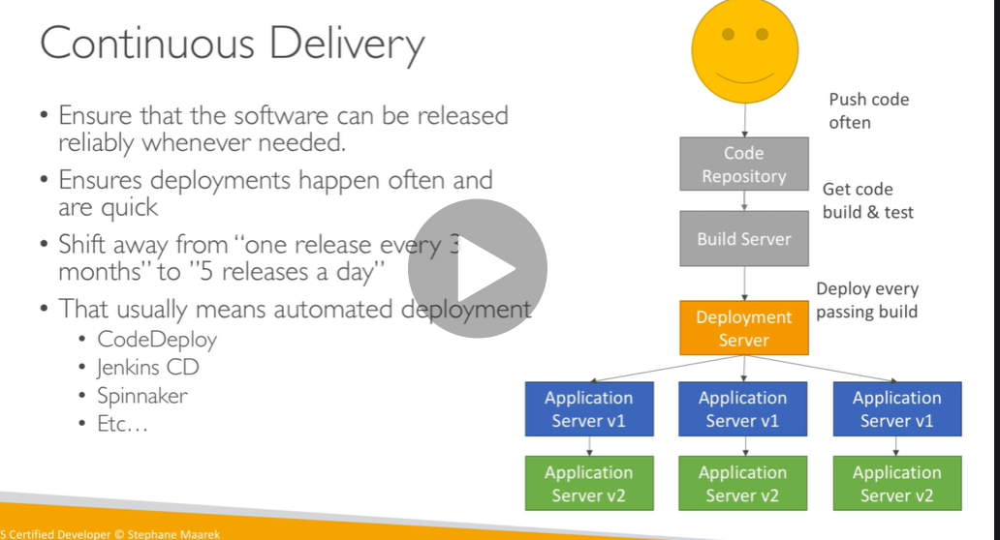 Continuous Delivery
• Ensure that the software can be released
reliably whenever needed.
• Ensures deployments happen often and
are quick
• Shift away from “one release every 3
months” to ”5 releases a day”
• That usually means automated deployment
• CodeDeploy
• Jenkins CD
• Spinnaker
• Etc…
Push code
often
Code
Repository
Get code
build & test
Build Server
Deploy every
passing build
Deployment
Server
Application
Server v1
Application
Server v1
Application
Server v1
Application
Server v2
Application
Server v2
Application
Server v2
S Certified Developer © Stephane Maarek